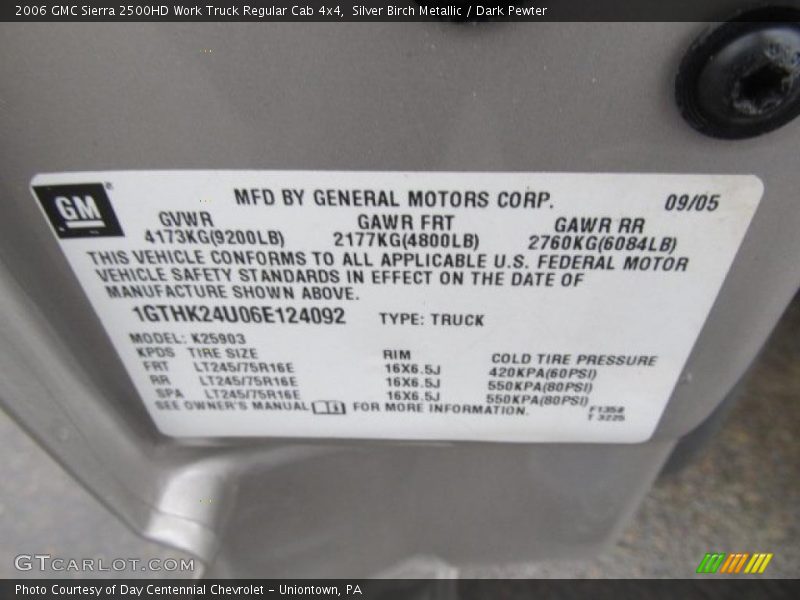 2006 GMC Sierra 2500HD Work Truck Regular Cab 4x4,  Silver Birch Metallic / Dark Pewter
GM
MFD BY GENERAL MOTORS CORP. 09/05
GVWR GAWR FRT GAWR RR
4173KG(9200LB) 2177KG(4800LB) 2760KG(6084LB)
THIS VEHICLE CONFORMS TO ALL APPLICABLE U.S. FEDERAL MOTOR
VEHICLE SAFETY STANDARDS IN EFFECT ON THE DATE OF
MANUFACTURE SHOWN ABOVE.
1GTHK24U06E124092 TYPE: TRUCK
MODEL: K25903
KPDS TIRE SIZE RIM COLD TIRE PRESSURE
FRT LT245/75R16E 16X6.5J 420KPA(60PSI)
RR LT245/75R16E 16X6.5J 550KPA(80PSI)
SPA LT245/75R16E 16X6.5J 550KPA(80PSI)
SEE OWNER'S MANUAL FOR MORE INFORMATION.
F1358
T 3225
GTCARLOT.COM
Photo Courtesy of Day Centennial Chevrolet - Uniontown, PA